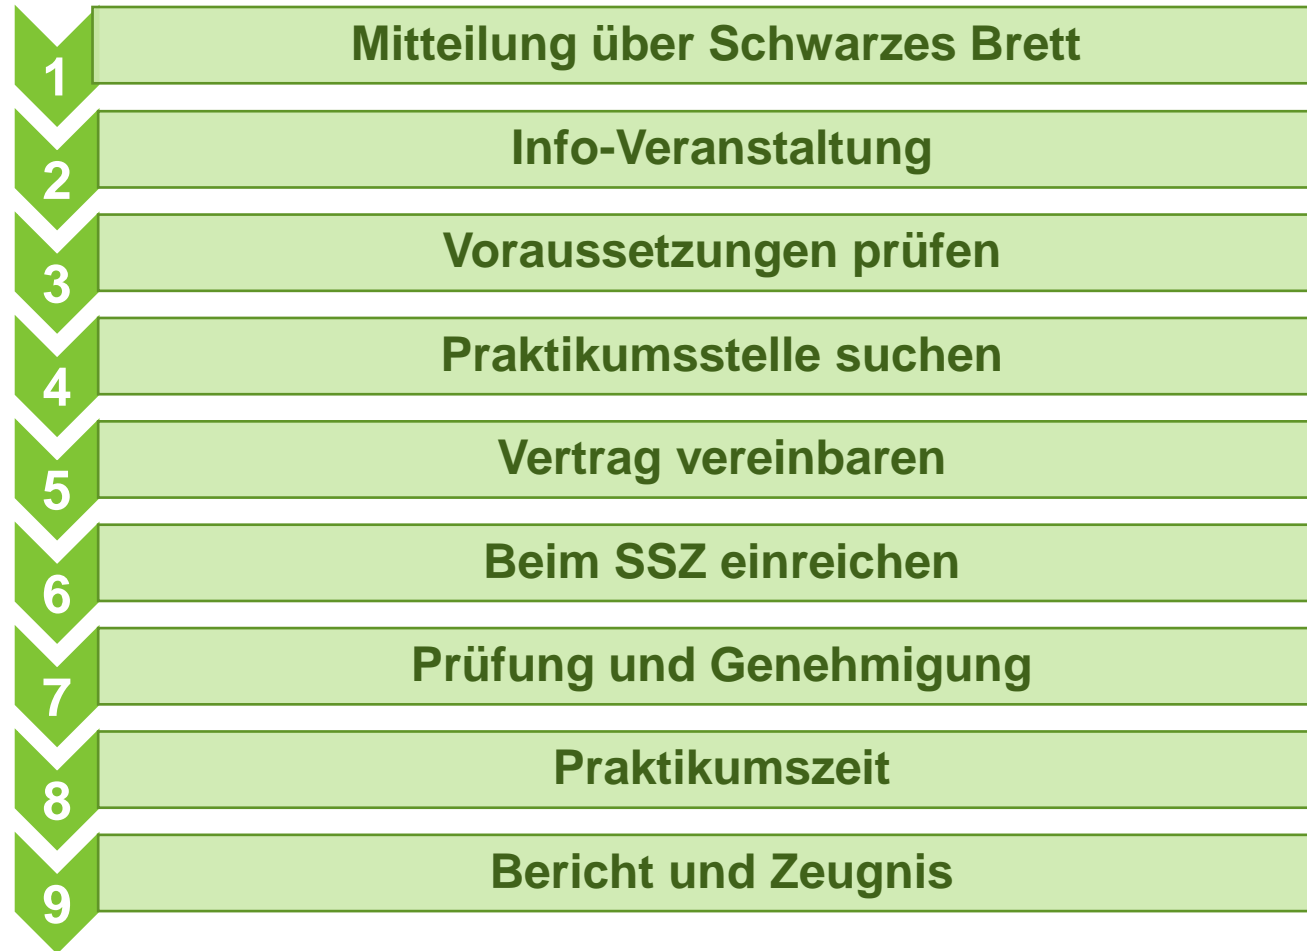 1 Mitteilung über Schwarzes Brett
2 Info-Veranstaltung
3 Voraussetzungen prüfen
4 Praktikumsstelle suchen
5 Vertrag vereinbaren
6 Beim SSZ einreichen
7 Prüfung und Genehmigung
8 Praktikumszeit
9 Bericht und Zeugnis